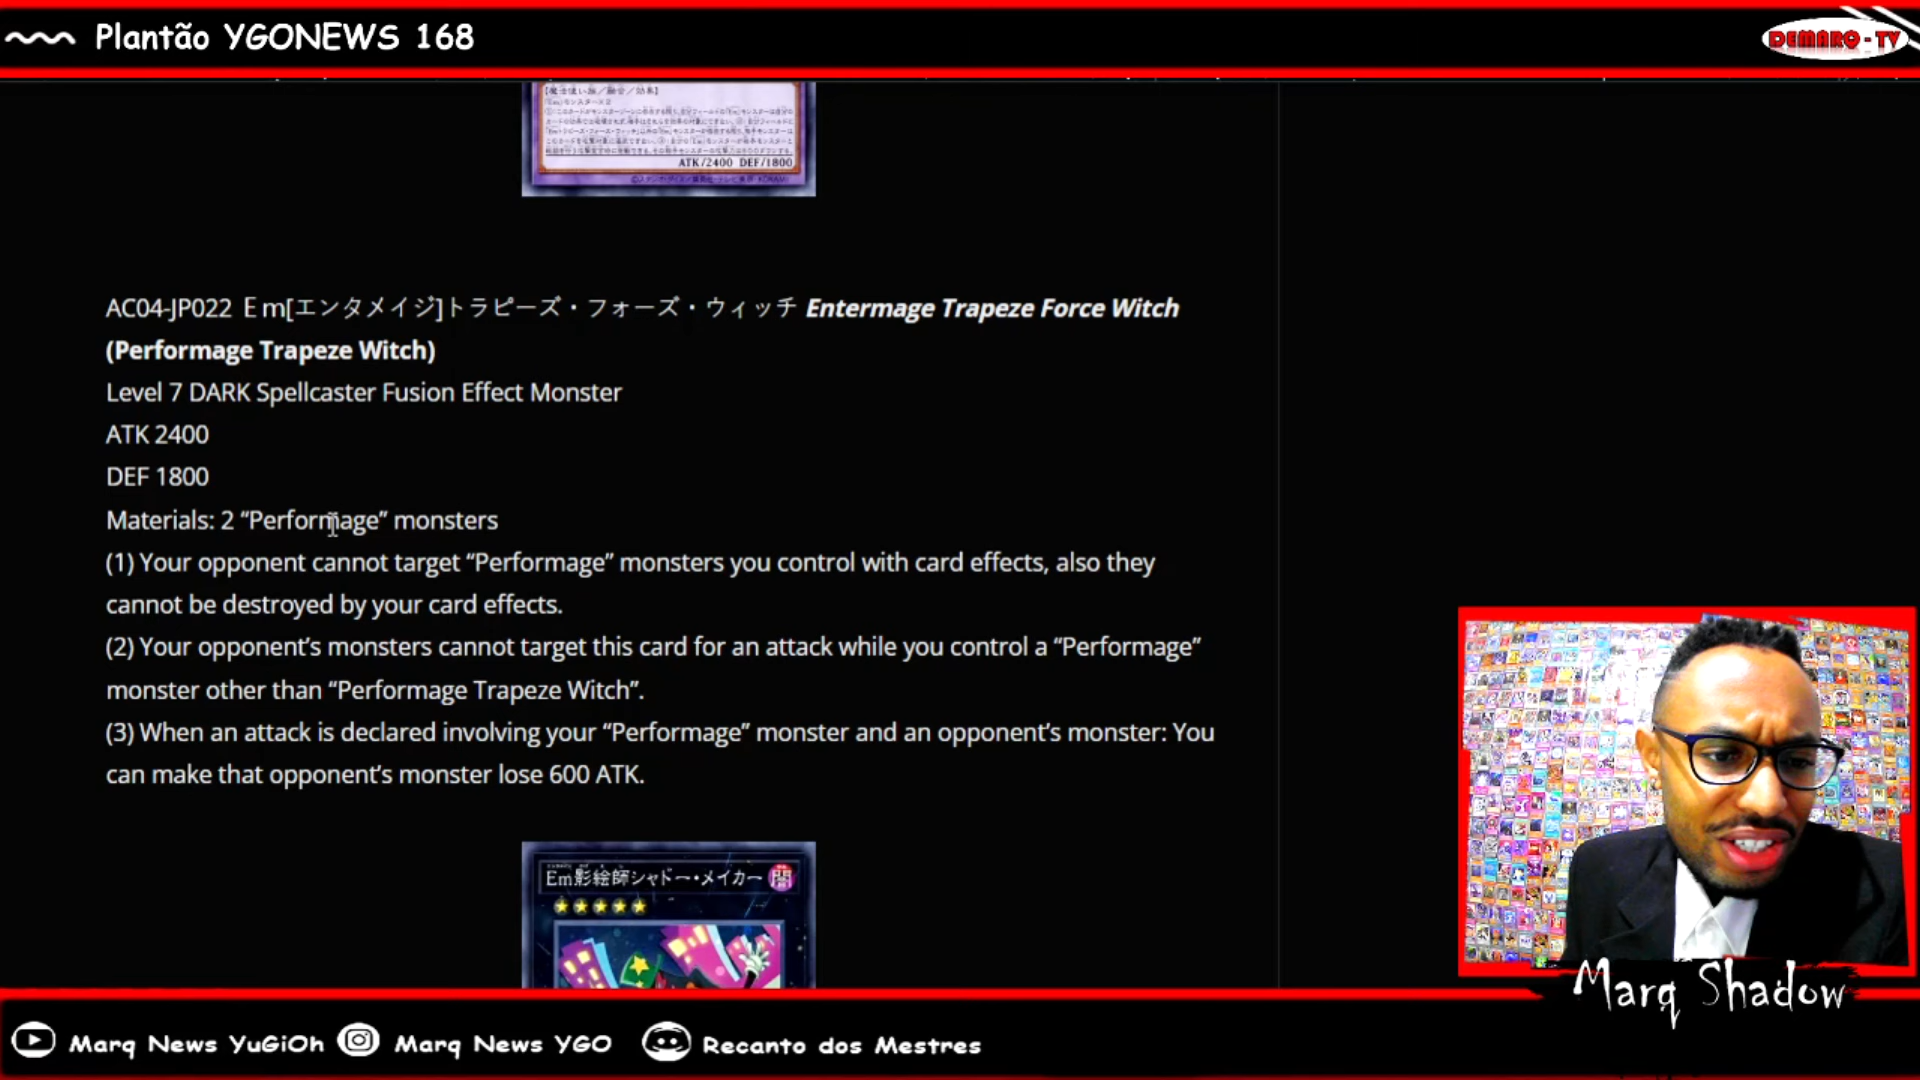 Plantão YGONEWS 168
DEMARQ-TV
ATK/2400 DEF/1800
AC04-JP022 Ｅm[エンタメイジ]トラピーズ・フォーズ・ウィッチ Entermage Trapeze Force Witch
(Performage Trapeze Witch)
Level 7 DARK Spellcaster Fusion Effect Monster
ATK 2400
DEF 1800
Materials: 2 “Performage” monsters
(1) Your opponent cannot target “Performage” monsters you control with card effects, also they
cannot be destroyed by your card effects.
(2) Your opponent’s monsters cannot target this card for an attack while you control a “Performage”
monster other than “Performage Trapeze Witch”.
(3) When an attack is declared involving your “Performage” monster and an opponent’s monster: You
can make that opponent’s monster lose 600 ATK.
Em影絵師シャドー・メイカー 闇
Marq Shadow
Marq News YuGiOh Marq News YGO Recanto dos Mestres